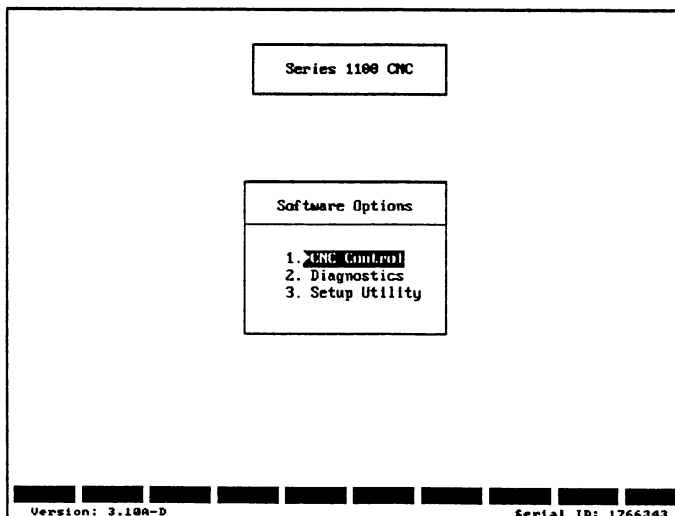 Series 1100 CNC
Software Options
1. CNC Control
2. Diagnostics
3. Setup Utility
Version: 3.10A-D
Serial ID: 1766343